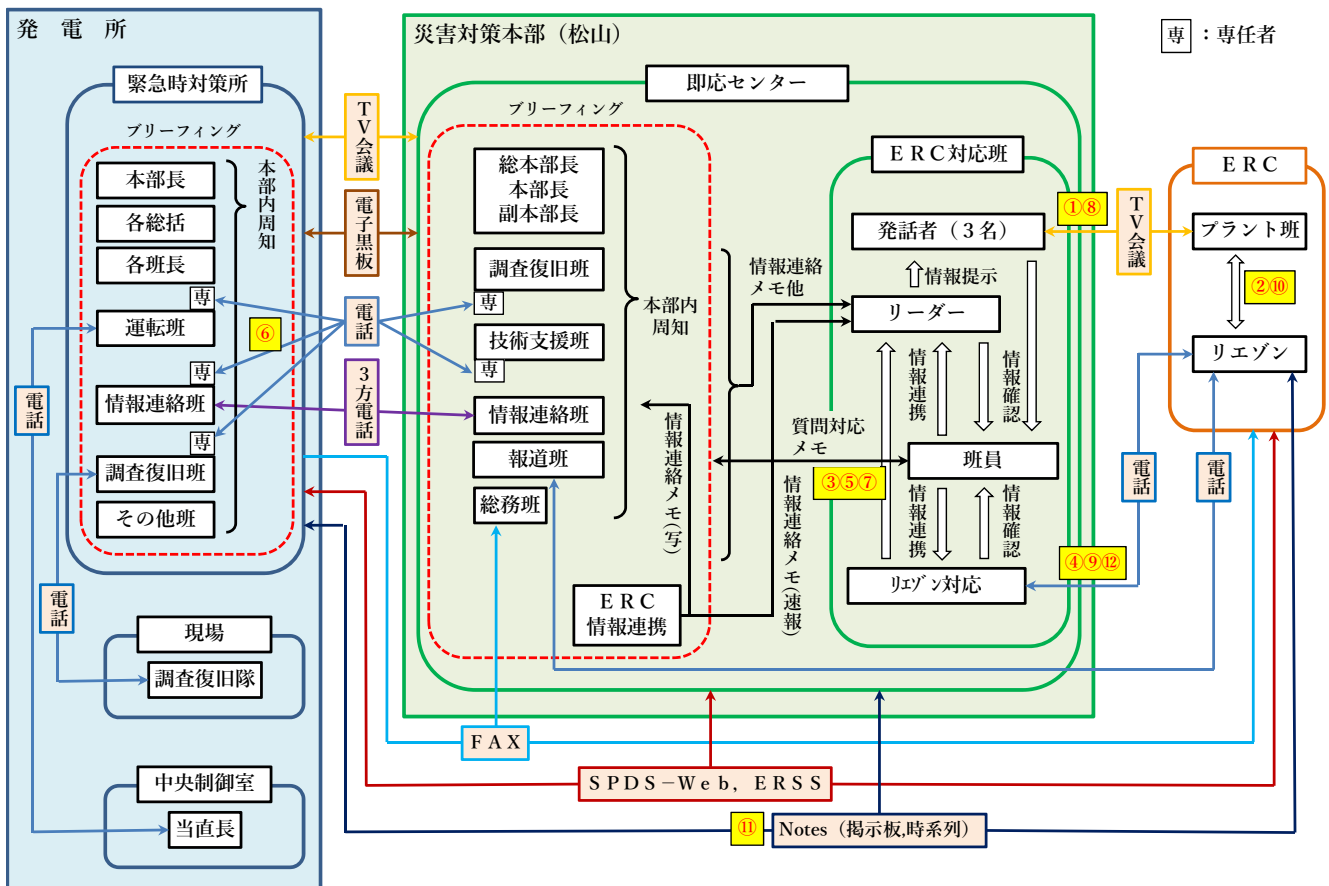 発電所
緊急時対策所
ブリーフィング
本部長
各総括
各班長
専
運転班
専
情報連絡班
専
調査復旧班
その他班
本部内周知
⑥
電話
電話
現場
調査復旧隊
中央制御室
当直長
TV会議
電子黒板
電話
3方電話
災害対策本部（松山）
即応センター
ブリーフィング
総本部長
本部長
副本部長
調査復旧班
専
技術支援班
専
情報連絡班
報道班
総務班
本部内
周知
ERC
情報連携
情報連絡メモ(写)
情報連絡
メモ他
質問対応
メモ
情報連絡メモ(速報)
ERC対応班
①⑧
発話者（3名）
情報提示
リーダー
情報連携
情報確認
③⑤⑦
班員
情報連携
情報確認
リエゾン対応
④⑨⑫
専：専任者
TV会議
ERC
プラント班
②⑩
リエゾン
電話
電話
FAX
SPDS－Web，ERSS
⑪
Notes（掲示板,時系列）